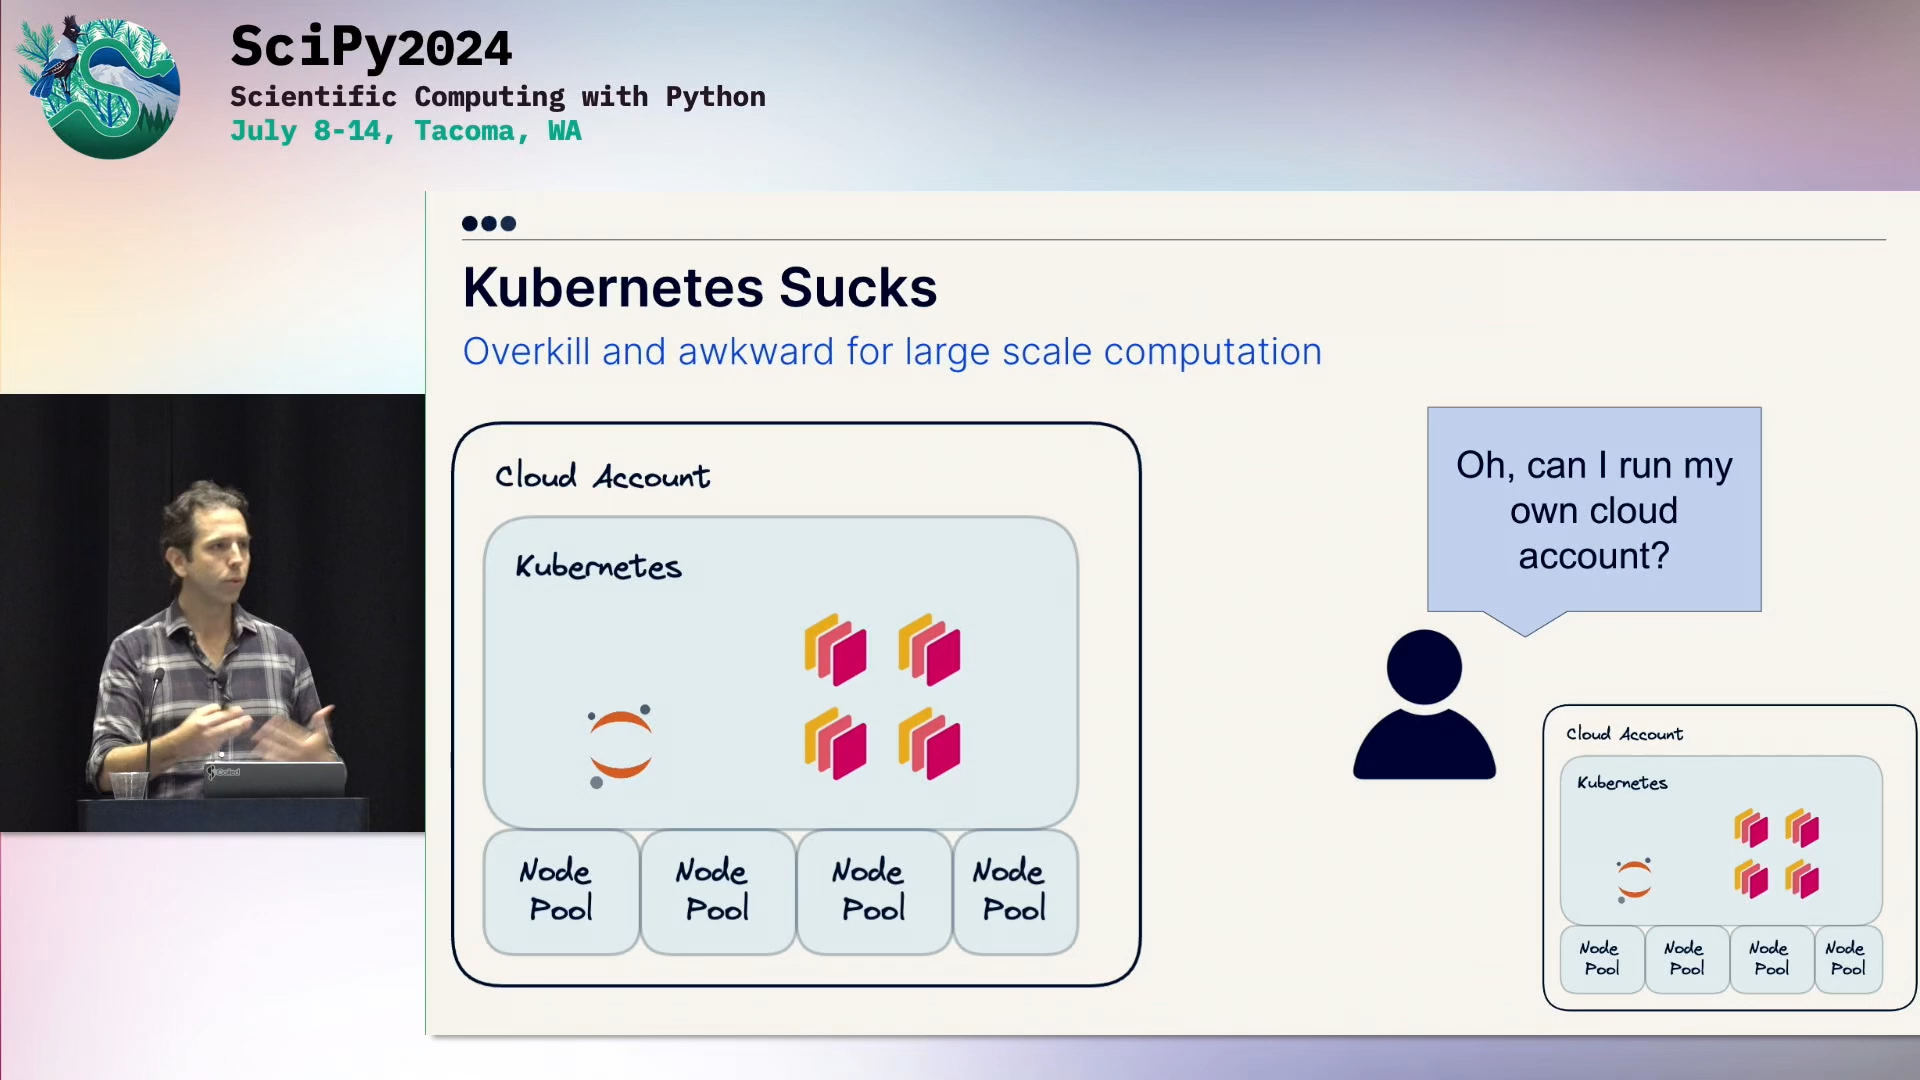 SciPy2024
Scientific Computing with Python
July 8-14, Tacoma, WA
Kubernetes Sucks
Overkill and awkward for large scale computation
Cloud Account
Kubernetes
Node
Pool
Node
Pool
Node
Pool
Node
Pool
Oh, can I run my
own cloud
account?
Cloud Account
Kubernetes
Node
Pool
Node
Pool
Node
Pool
Node
Pool